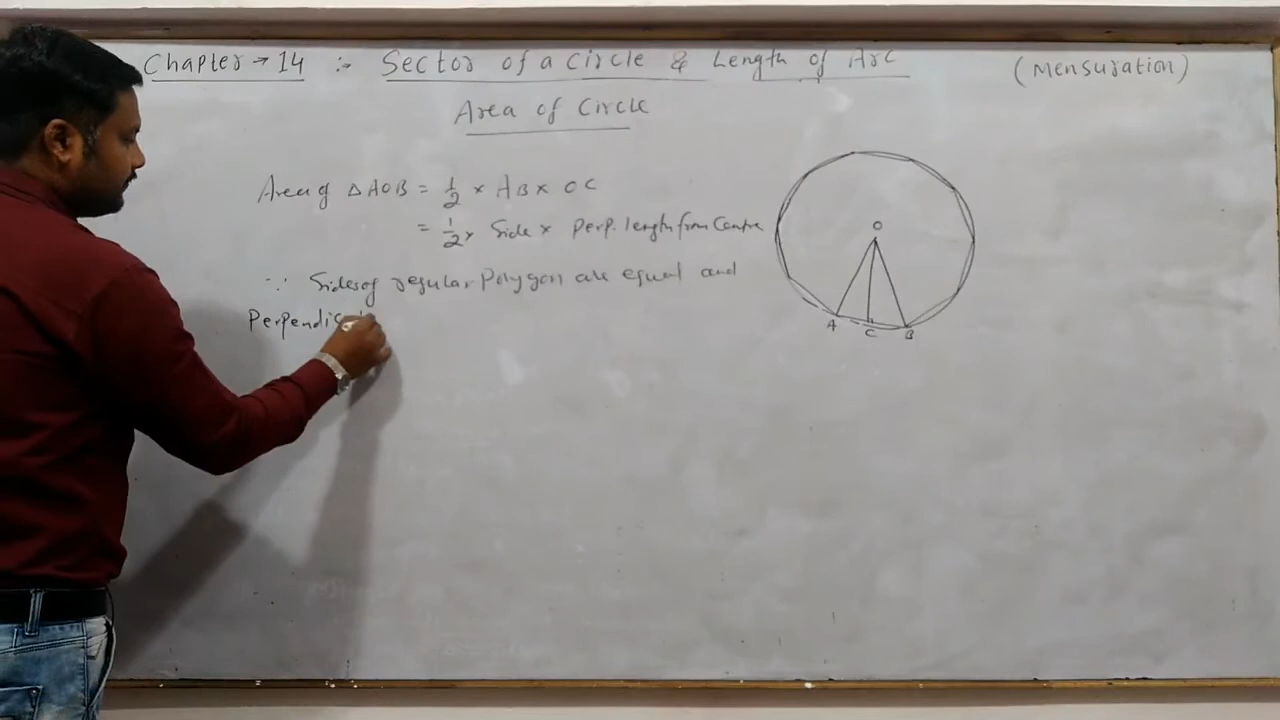 Chapter → 14 :- Sector of a Circle & Length of Arc (Mensuration)
Area of Circle
Area of Δ AOB = 1/2 × AB × OC
= 1/2 × Side × Perp. length from Centre
∵ Sides of regular Polygon are equal and
Perpendic
O
A C B